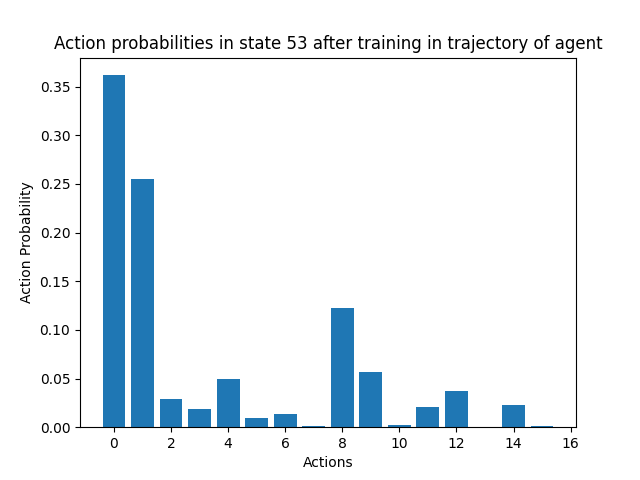 Action probabilities in state 53 after training in trajectory of agent
0.35
0.30
0.25
0.20
0.15
0.10
0.05
0.00
Action Probability
0 2 4 6 8 10 12 14 16
Actions